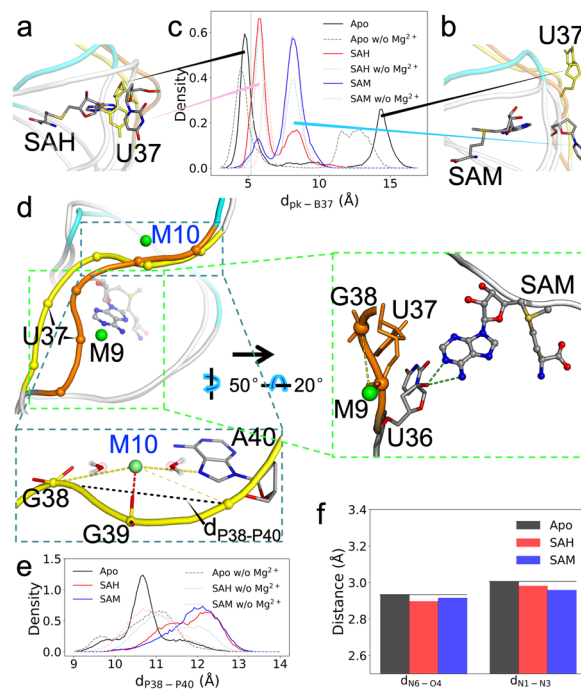 a
SAH
U37
c
Density
0.6
0.4
0.2
0.0
5
10
15
d pk − B37 (Å)
Apo
Apo w/o Mg2+
SAH
SAH w/o Mg2+
SAM
SAM w/o Mg2+
b
U37
SAM
d
M10
U37
M9
50°
20°
G38
U37
SAM
M9
U36
M10
A40
G38
G39
dP38-P40
e
Density
1.5
1.0
0.5
0.0
9 10 11 12 13 14
dP38 − P40 (Å)
Apo
SAH
SAM
Apo w/o Mg2+
SAH w/o Mg2+
SAM w/o Mg2+
f
Distance (Å)
3.4
3.2
3.0
2.8
2.6
dN6 − O4
dN1 − N3
Apo
SAH
SAM